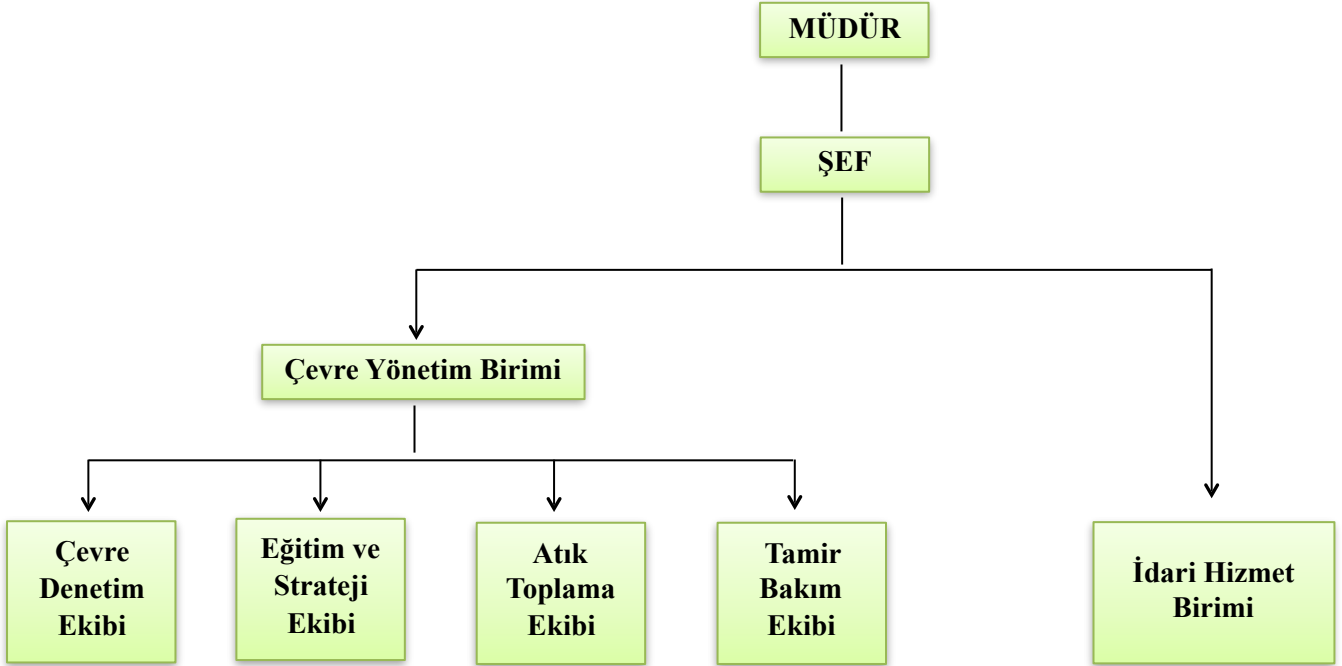 MÜDÜR
ŞEF
Çevre Yönetim Birimi
Çevre
Denetim
Ekibi
Eğitim ve
Strateji
Ekibi
Atık
Toplama
Ekibi
Tamir
Bakım
Ekibi
İdari Hizmet
Birimi